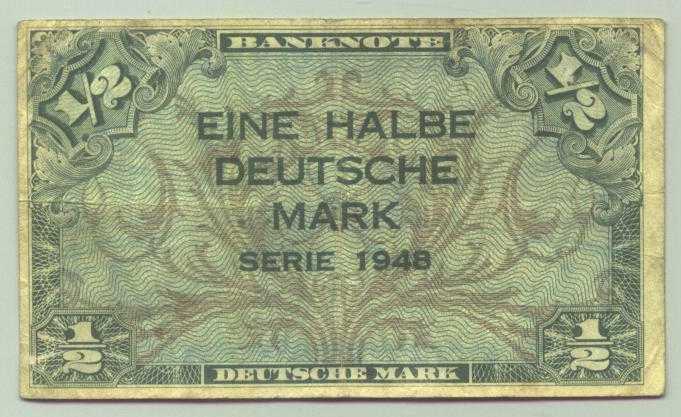 BANKNOTE
1/2 1/2
EINE HALBE
DEUTSCHE
MARK
SERIE 1948
1/2 1/2
DEUTSCHE MARK